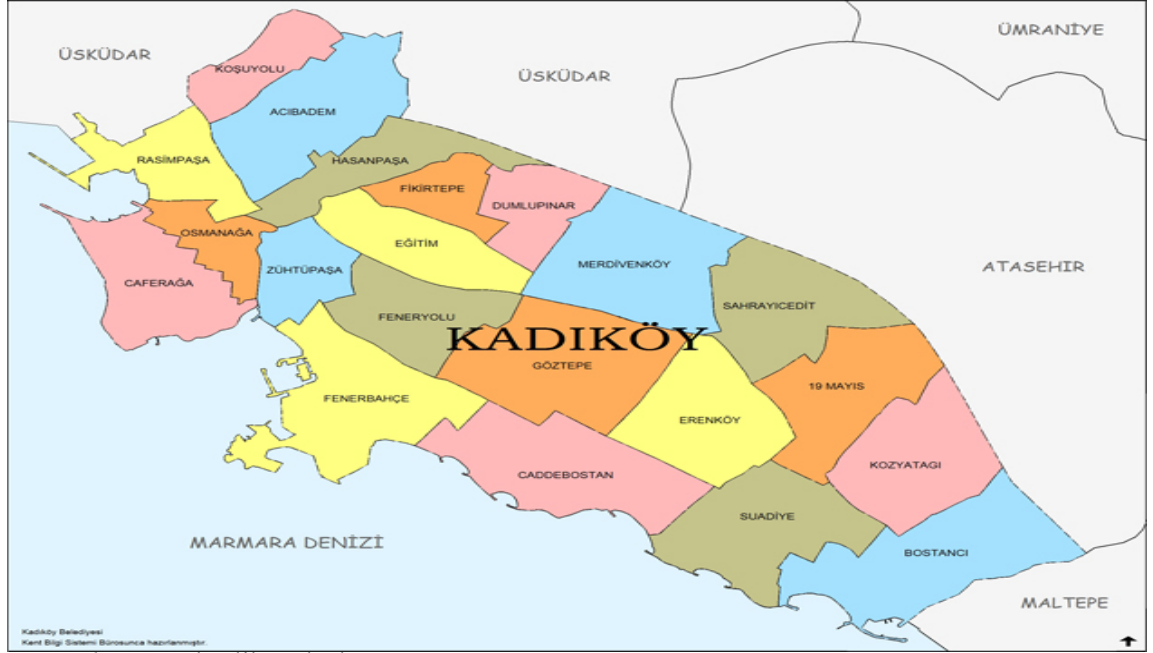 ÜMRANİYE
ÜSKÜDAR
KOŞUYOLU
ÜSKÜDAR
ACIBADEM
RASİMPAŞA
HASANPAŞA
FİKİRTEPE
DUMLUPINAR
OSMANAĞA
EĞİTİM
ZÜHTÜPAŞA
MERDİVENKÖY
ATASEHIR
CAFERAĞA
SAHRAYICEDİT
FENERYOLU
KADIKÖY
GÖZTEPE
19 MAYIS
FENERBAHÇE
ERENKÖY
KOZYATAGI
CADDEBOSTAN
SUADİYE
MARMARA DENİZİ
BOSTANCI
MALTEPE
Kadıköy Belediyesi
Kent Bilgi Sistemi Bürosunca hazırlanmıştır.